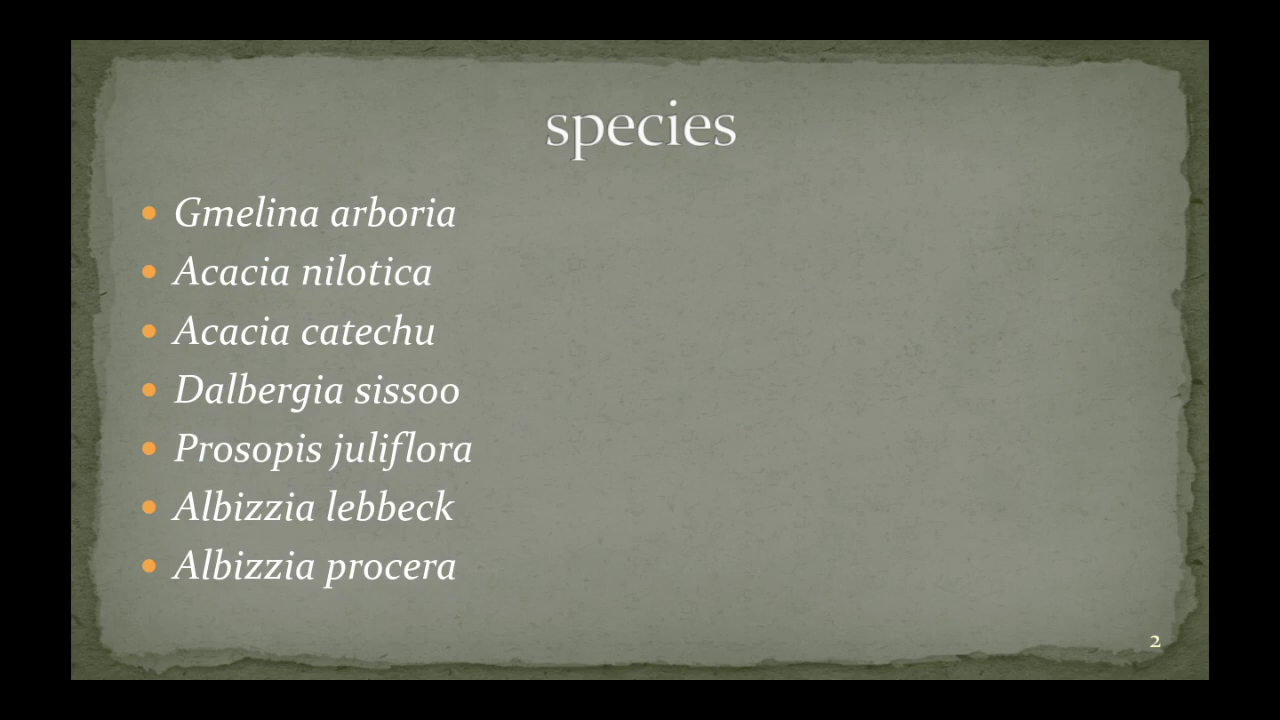 species
• Gmelina arboria
• Acacia nilotica
• Acacia catechu
• Dalbergia sissoo
• Prosopis juliflora
• Albizzia lebbeck
• Albizzia procera
2